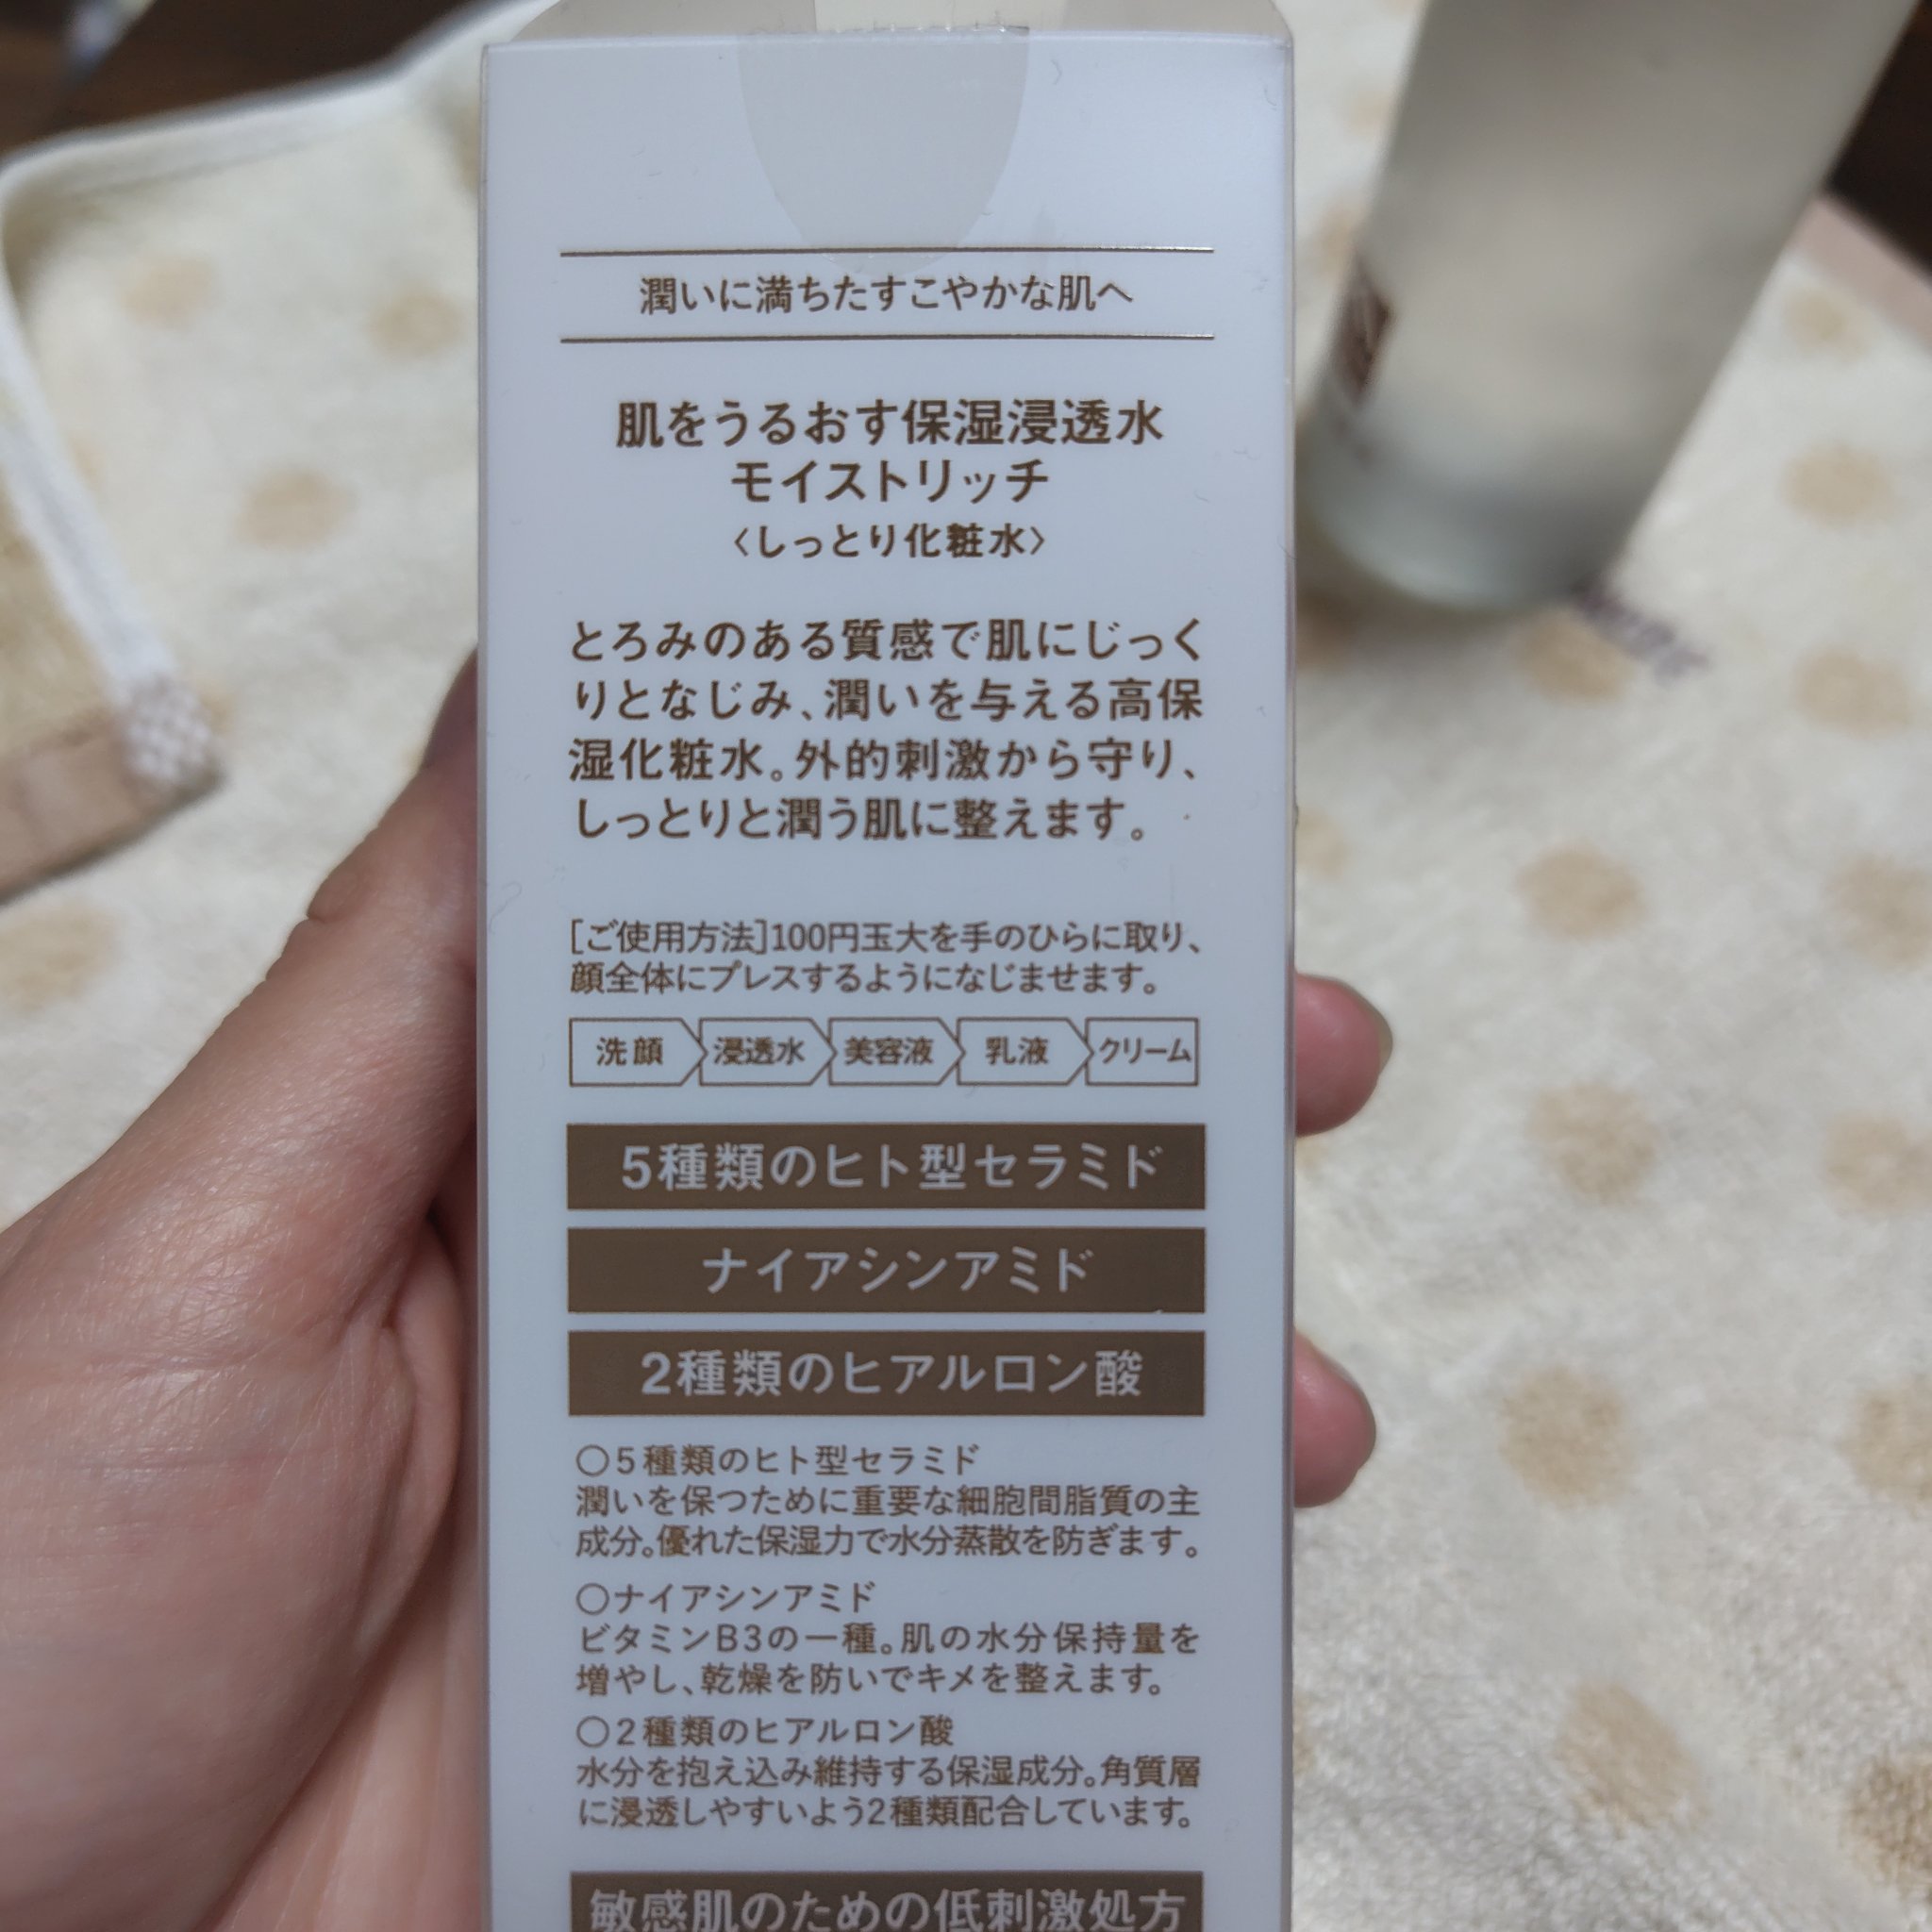 潤いに満ちたすこやかな肌へ
肌をうるおす保湿浸透水
モイストリッチ
〈しっとり化粧水〉
とろみのある質感で肌にじっく
りとなじみ、潤いを与える高保
湿化粧水。外的刺激から守り、
しっとりと潤う肌に整えます。
[ご使用方法]100円玉大を手のひらに取り、
顔全体にプレスするようになじませます。
洗顔 浸透水 美容液 乳液 クリーム
5種類のヒト型セラミド
ナイアシンアミド
2種類のヒアルロン酸
○5種類のヒト型セラミド
潤いを保つために重要な細胞間脂質の主
成分。優れた保湿力で水分蒸散を防ぎます。
○ナイアシンアミド
ビタミンB3の一種。肌の水分保持量を
増やし、乾燥を防いでキメを整えます。
○2種類のヒアルロン酸
水分を抱え込み維持する保湿成分。角質層
に浸透しやすいよう2種類配合しています。
敏感肌のための低刺激処方